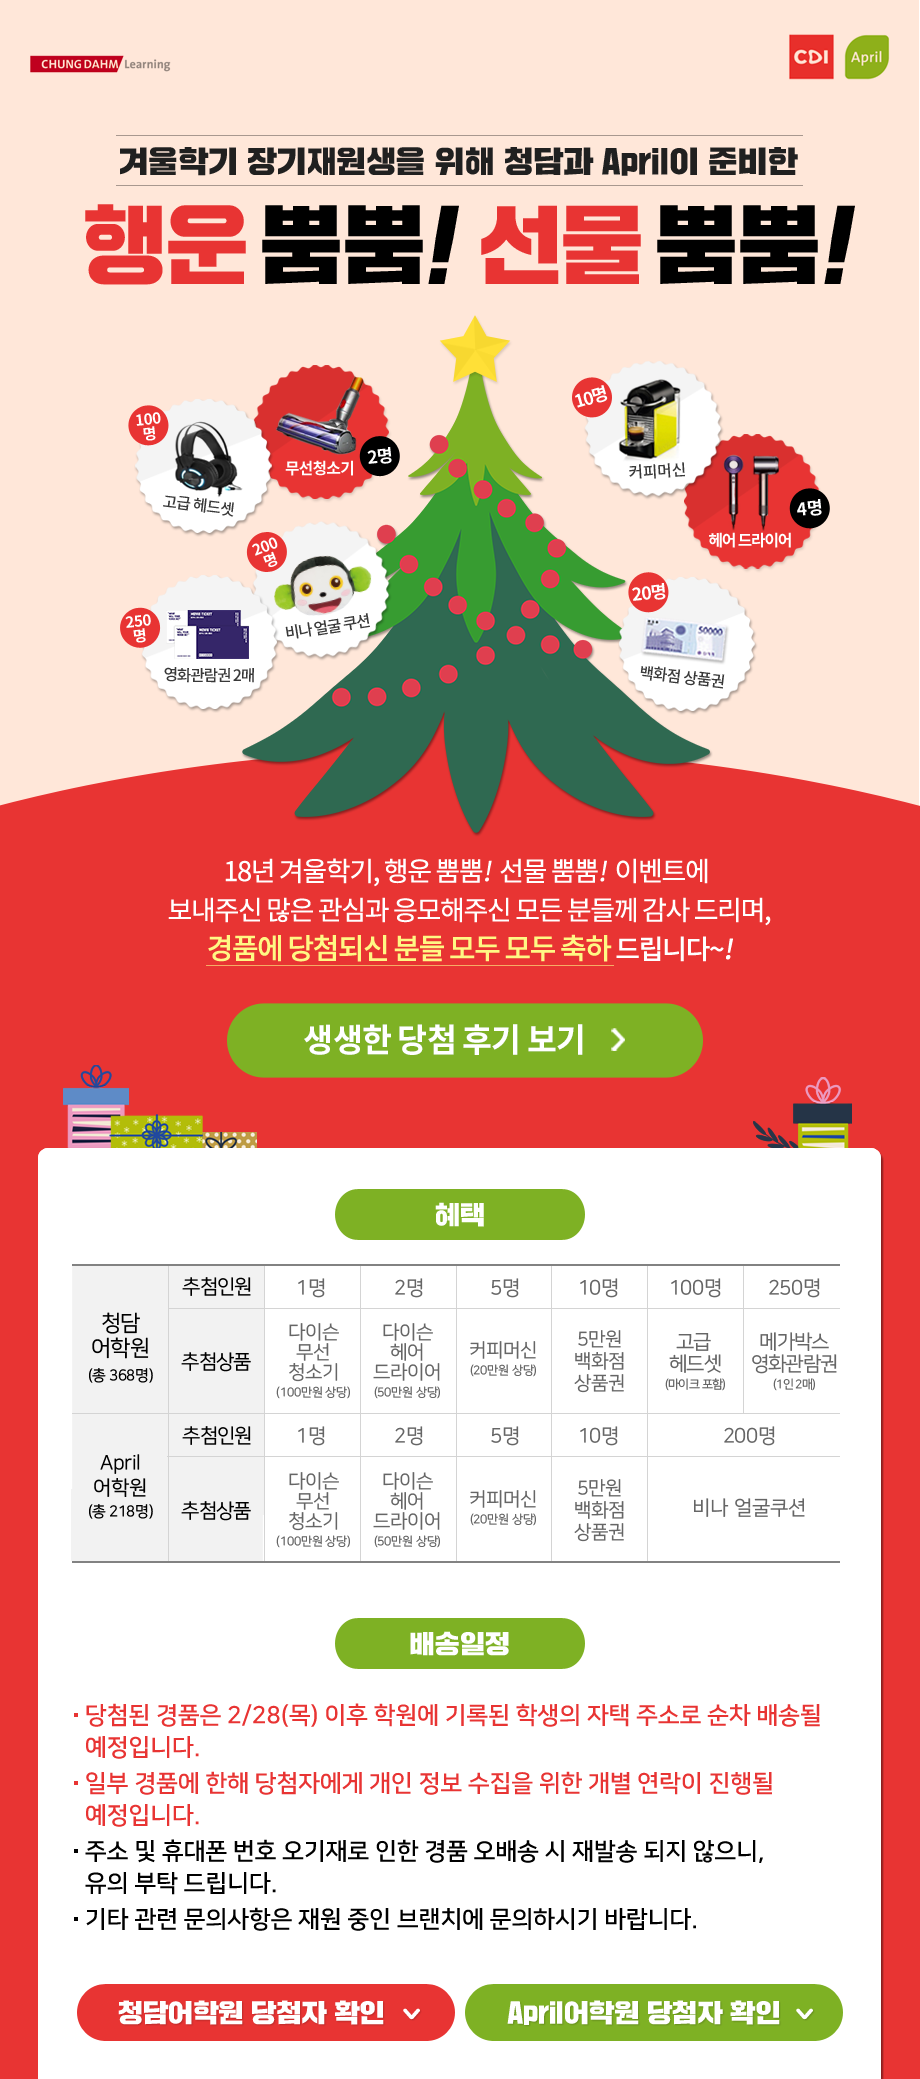 CHUNG DAHM Learning
CDI
April
겨울학기 장기재원생을 위해 청담과 April이 준비한
행운 뿜뿜! 선물 뿜뿜!
100
명
고급 헤드셋
무선청소기
2명
10명
커피머신
헤어 드라이어
4명
200
명
비나 얼굴 쿠션
250
명
MOVIE TICKET
영화관람권 2매
20명
50000
백화점 상품권
18년 겨울학기, 행운 뿜뿜! 선물 뿜뿜! 이벤트에
보내주신 많은 관심과 응모해주신 모든 분들께 감사 드리며,
경품에 당첨되신 분들 모두 모두 축하 드립니다~!
생생한 당첨 후기 보기
혜택
청담
어학원
(총 368명)
추첨인원
1명
2명
5명
10명
100명
250명
추첨상품
다이슨
무선
청소기
(100만원 상당)
다이슨
헤어
드라이어
(50만원 상당)
커피머신
(20만원 상당)
5만원
백화점
상품권
고급
헤드셋
(마이크 포함)
메가박스
영화관람권
(1인 2매)
April
어학원
(총 218명)
추첨인원
1명
2명
5명
10명
200명
추첨상품
다이슨
무선
청소기
(100만원 상당)
다이슨
헤어
드라이어
(50만원 상당)
커피머신
(20만원 상당)
5만원
백화점
상품권
비나 얼굴쿠션
배송일정
· 당첨된 경품은 2/28(목) 이후 학원에 기록된 학생의 자택 주소로 순차 배송될
예정입니다.
· 일부 경품에 한해 당첨자에게 개인 정보 수집을 위한 개별 연락이 진행될
예정입니다.
· 주소 및 휴대폰 번호 오기재로 인한 경품 오배송 시 재발송 되지 않으니,
유의 부탁 드립니다.
· 기타 관련 문의사항은 재원 중인 브랜치에 문의하시기 바랍니다.
청담어학원 당첨자 확인
April어학원 당첨자 확인